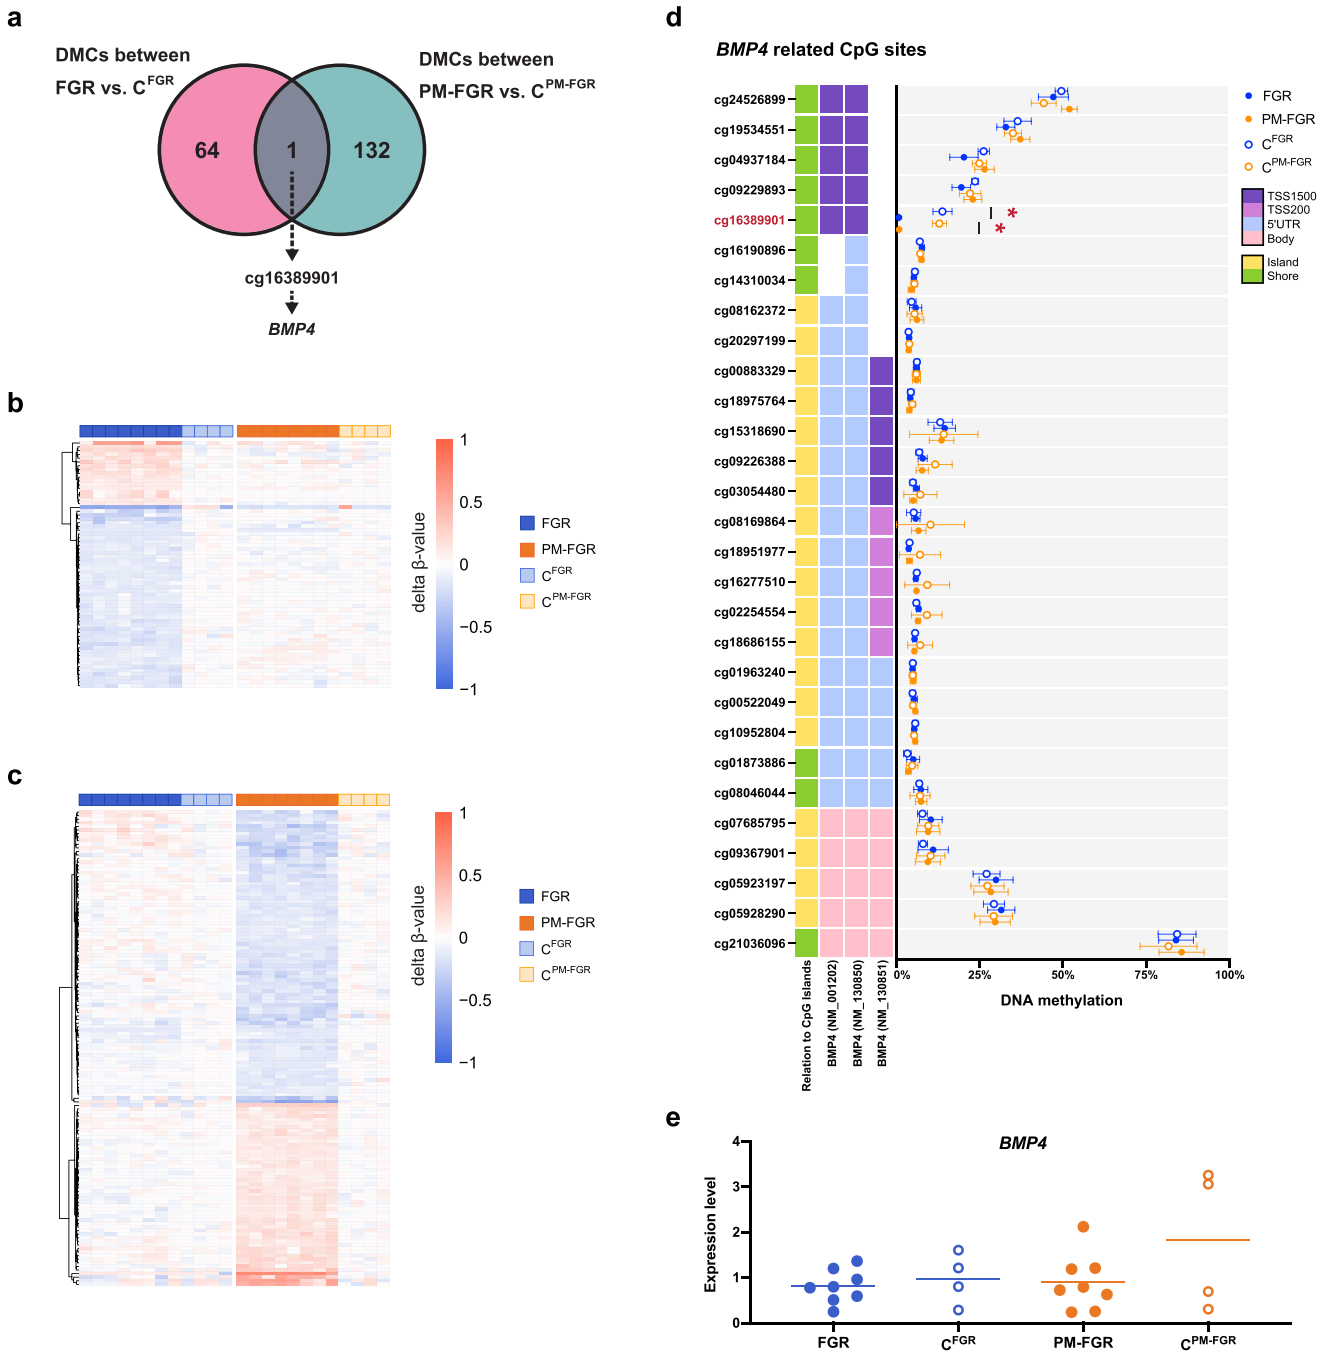 a
DMCs between
FGR vs. C^FGR
DMCs between
PM-FGR vs. C^PM-FGR
64
1
132
cg16389901
BMP4
b
1
0.5
0
−0.5
−1
delta β-value
FGR
PM-FGR
C^FGR
C^PM-FGR
c
1
0.5
0
−0.5
−1
delta β-value
FGR
PM-FGR
C^FGR
C^PM-FGR
d
BMP4 related CpG sites
cg24526899
cg19534551
cg04937184
cg09229893
cg16389901
cg16190896
cg14310034
cg08162372
cg20297199
cg00883329
cg18975764
cg15318690
cg09226388
cg03054480
cg08169864
cg18951977
cg16277510
cg02254554
cg18686155
cg01963240
cg00522049
cg10952804
cg01873886
cg08046044
cg07685795
cg09367901
cg05923197
cg05928290
cg21036096
*
*
FGR
PM-FGR
C^FGR
C^PM-FGR
TSS1500
TSS200
5'UTR
Body
Island
Shore
0%
25%
50%
75%
100%
DNA methylation
Relation to CpG Islands
BMP4 (NM_001202)
BMP4 (NM_130850)
BMP4 (NM_130851)
e
BMP4
Expression level
4
3
2
1
0
FGR
C^FGR
PM-FGR
C^PM-FGR